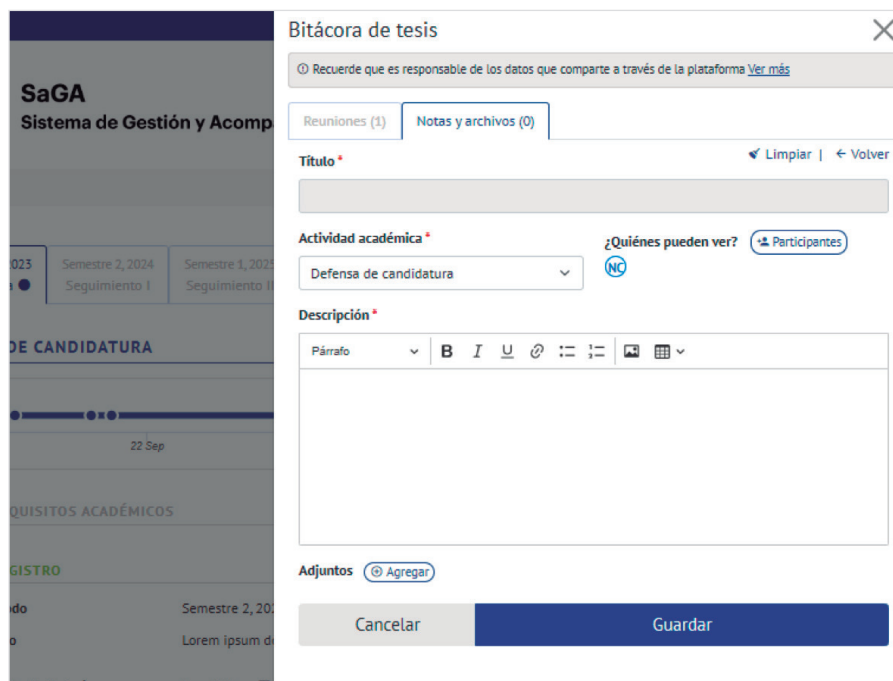 Bitácora de tesis
Recuerde que es responsable de los datos que comparte a través de la plataforma Ver más
SaGA
Sistema de Gestión y Acomp
Reuniones (1)
Notas y archivos (0)
Limpiar | Volver
Título *
Actividad académica *
¿Quiénes pueden ver? Participantes
NC
Defensa de candidatura
2023
Semestre 2, 2024
Seguimiento I
Semestre 1, 2025
Seguimiento II
Descripción *
DE CANDIDATURA
Párrafo
B I U
22 Sep
QUISITOS ACADÉMICOS
GISTRO
Adjuntos Agregar
do
Semestre 2, 202
o
Lorem ipsum do
Cancelar
Guardar